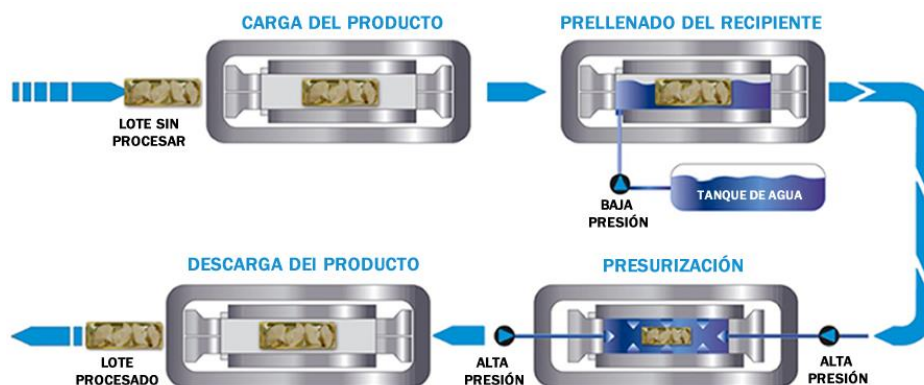 CARGA DEL PRODUCTO
PRELLENADO DEL RECIPIENTE
LOTE SIN
PROCESAR
BAJA
PRESIÓN
TANQUE DE AGUA
DESCARGA DEl PRODUCTO
PRESURIZACIÓN
LOTE
PROCESADO
ALTA
PRESIÓN
ALTA
PRESIÓN